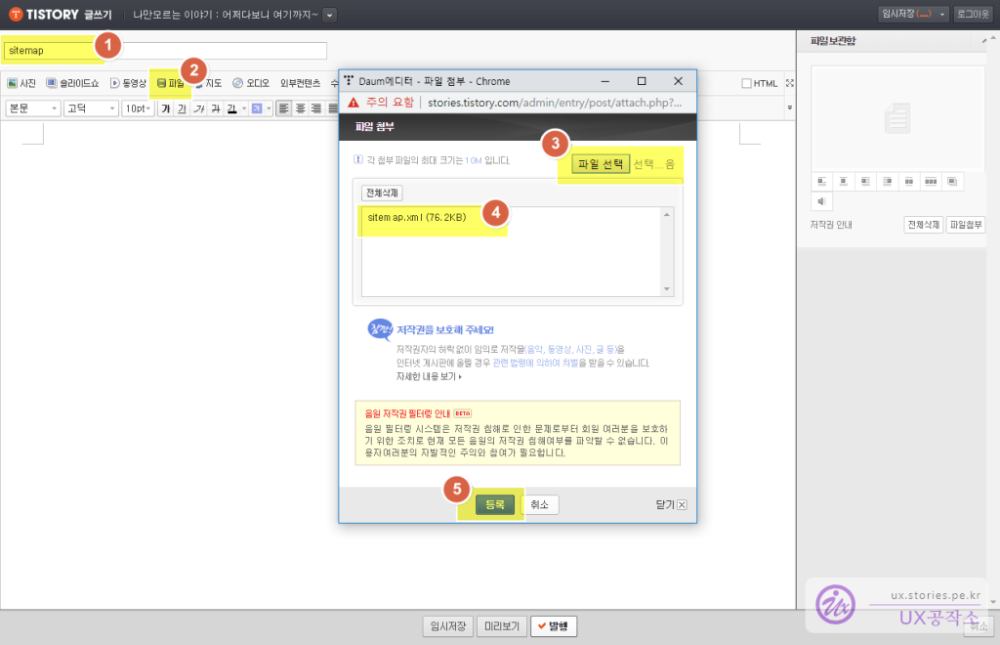 TISTORY 글쓰기
나만모르는 이야기 : 어쩌다보니 여기까지~
임시저장 (...)
로그아웃
sitemap
1
2
사진
슬라이드쇼
동영상
파일
지도
오디오
외부컨텐츠
HTML
본문
고딕
10pt
가 가 가 가 가
Daum에디터 - 파일 첨부 - Chrome
주의 요함
stories.tistory.com/admin/entry/post/attach.php?...
파일 첨부
3
각 첨부파일의 최대 크기는 10M 입니다.
파일 선택
선택...음
전체삭제
sitemap.xml (76.2KB)
4
잠깐! 저작권을 보호해 주세요!
저작권자의 허락 없이 임의로 저작물(음악, 동영상, 사진, 글 등)을
인터넷 게시판에 올릴 경우 관련 법령에 의하여 처벌을 받을 수 있습니다.
자세한 내용 보기
음원 저작권 필터링 안내 BETA
음원 필터링 시스템은 저작권 침해로 인한 문제로부터 회원 여러분을 보호하
기 위한 조치로 현재 모든 음원의 저작권 침해여부를 파악할 수 없습니다. 이
용자여러분의 자발적인 주의와 참여가 필요합니다.
5
등록
취소
닫기
파일보관함
저작권 안내
전체삭제
파일첨부
임시저장
미리보기
발행
취소
Ux
ux.stories.pe.kr
UX공작소